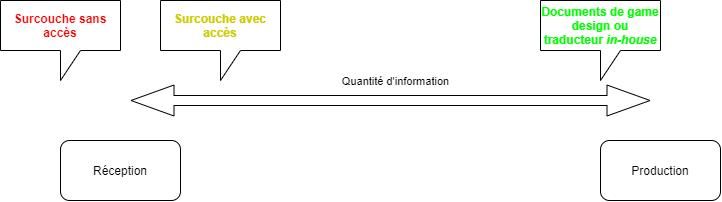 Surcouche sans
accès
Surcouche avec
accès
Documents de game
design ou
traducteur in-house
Quantité d'information
Réception
Production